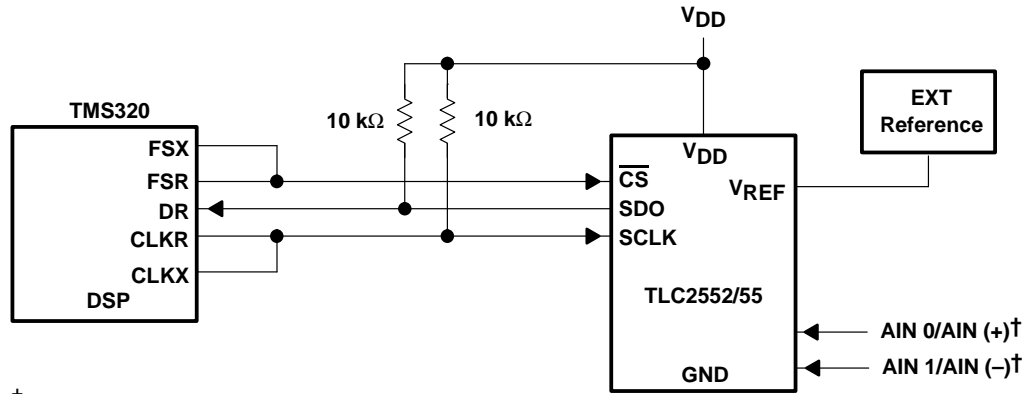 VDD
TMS320
FSX
FSR
DR
CLKR
CLKX
DSP
10 kΩ
10 kΩ
VDD
CS
SDO
SCLK
VREF
TLC2552/55
GND
EXT
Reference
AIN 0/AIN (+)†
AIN 1/AIN (–)†
†